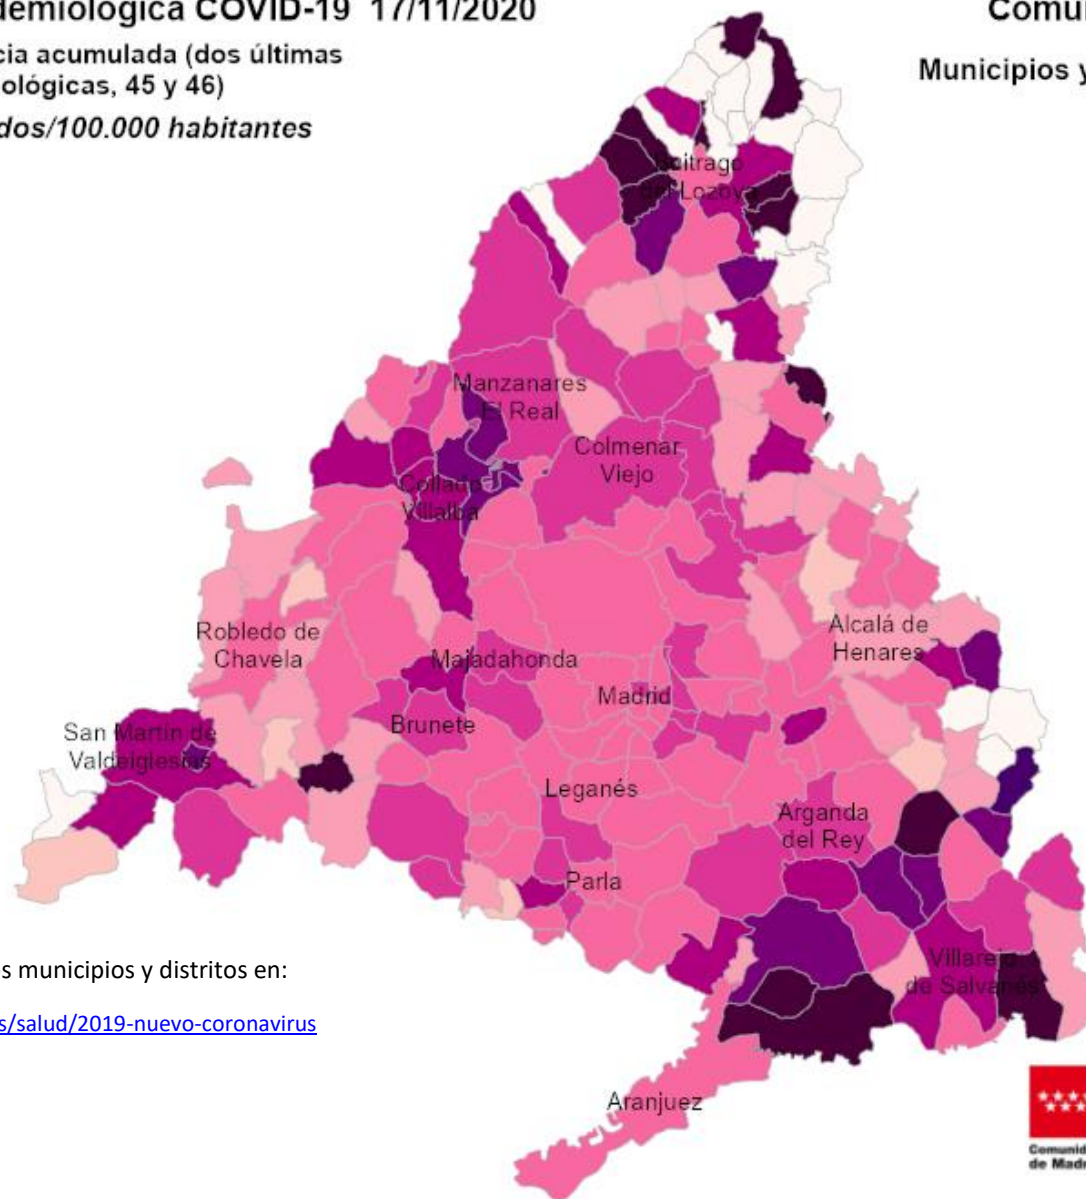 demiológica COVID-19 17/11/2020
Comu
cia acumulada (dos últimas
ológicas, 45 y 46)
Municipios y
dos/100.000 habitantes
Buitrago
del Lozoya
Manzanares
El Real
Colmenar
Viejo
Collado
Villalba
Alcalá de
Henares
Robledo de
Chavela
Majadahonda
Madrid
Brunete
San Martín de
Valdeiglesias
Leganés
Arganda
del Rey
Parla
Villarejo
de Salvanés
s municipios y distritos en:
s/salud/2019-nuevo-coronavirus
Aranjuez
Comunid
de Madr